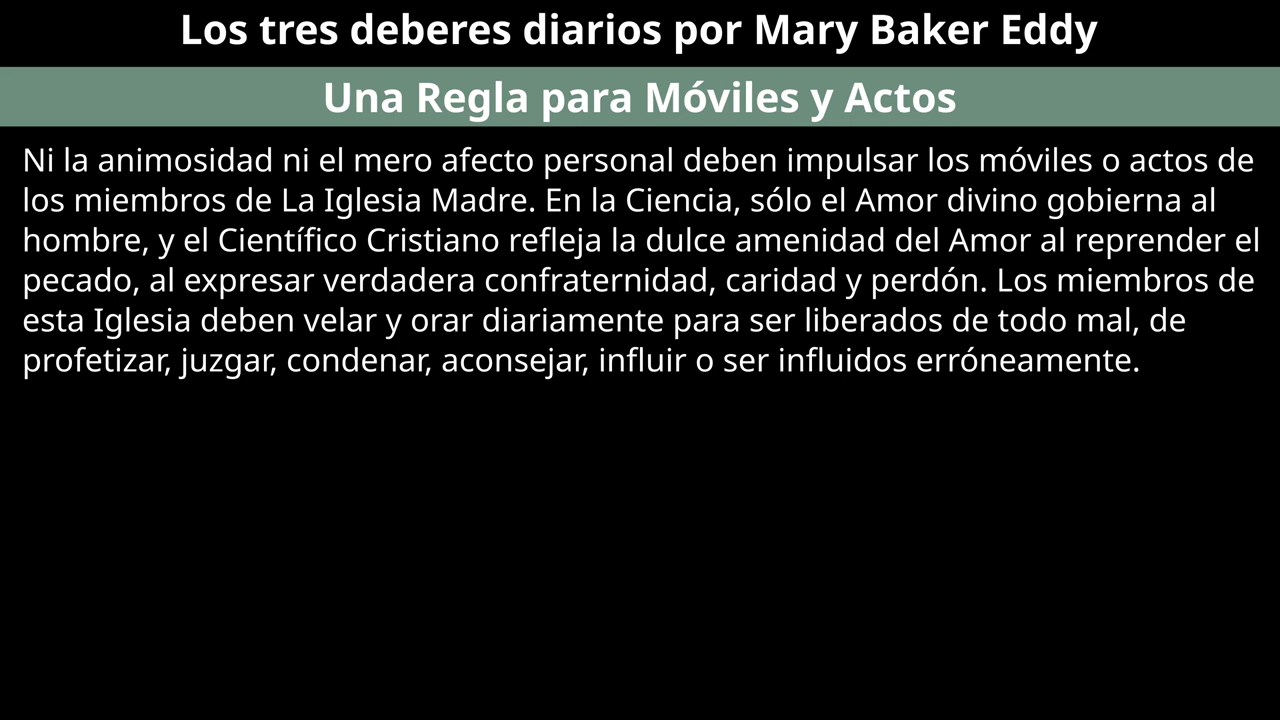 Los tres deberes diarios por Mary Baker Eddy
Una Regla para Móviles y Actos
Ni la animosidad ni el mero afecto personal deben impulsar los móviles o actos de
los miembros de La Iglesia Madre. En la Ciencia, sólo el Amor divino gobierna al
hombre, y el Científico Cristiano refleja la dulce amenidad del Amor al reprender el
pecado, al expresar verdadera confraternidad, caridad y perdón. Los miembros de
esta Iglesia deben velar y orar diariamente para ser liberados de todo mal, de
profetizar, juzgar, condenar, aconsejar, influir o ser influidos erróneamente.